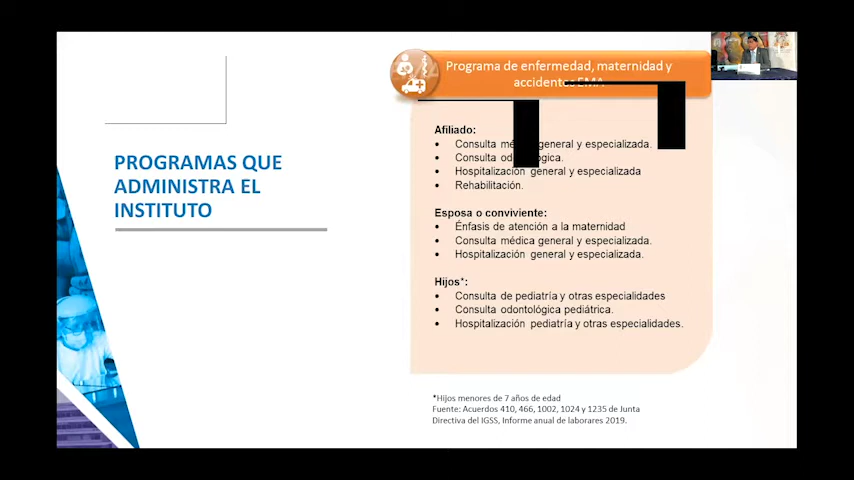 PROGRAMAS QUE
ADMINISTRA EL
INSTITUTO
Programa de enfermedad, maternidad y
accidentes EMA
Afiliado:
• Consulta general y especializada.
• Consulta
• Hospitalización general y especializada
• Rehabilitación.
Esposa o conviviente:
• Énfasis de atención a la maternidad
• Consulta médica general y especializada.
• Hospitalización general y especializada.
Hijos*:
• Consulta de pediatría y otras especialidades
• Consulta odontológica pediátrica.
• Hospitalización pediatría y otras especialidades.
*Hijos menores de 7 años de edad
Fuente: Acuerdos 410, 466, 1002, 1024 y 1235 de Junta
Directiva del IGSS, Informe anual de laborares 2019.